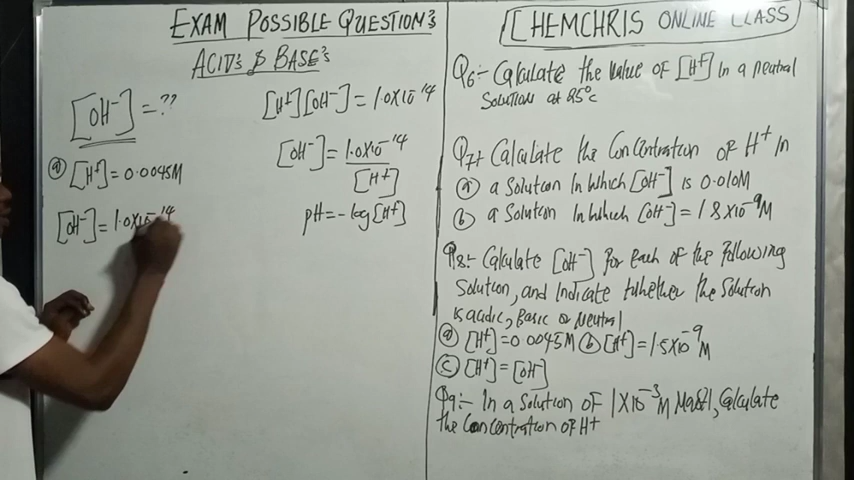 EXAM POSSIBLE QUESTION'S
ACID'S & BASE'S
[OH⁻] = ??
ⓐ [H⁺] = 0.0045M
[OH⁻] = 1.0X10⁻¹⁴
[H⁺][OH⁻] = 1.0X10⁻¹⁴
[OH⁻] = 1.0X10⁻¹⁴
[H⁺]
pH = -log[H⁺]
CHEMCHRIS ONLINE CLASS
Q6:- Calculate the value of [H⁺] In a neutral
Solution at 25°c
Q7:- Calculate the Concentration of H⁺ In
ⓐ a Solution In which [OH⁻] is 0.010M
ⓑ a Solution In which [OH⁻] = 1.8X10⁻⁹M
Q8:- Calculate [OH⁻] for each of the following
Solution, and Indicate whether the Solution
is acidic, Basic or Neutral
ⓐ [H⁺] = 0.0045M ⓑ [H⁺] = 1.5X10⁻⁹M
ⓒ [H⁺] = [OH⁻]
Q9:- In a Solution of 1X10⁻³M Calculate
the Concentration of H⁺